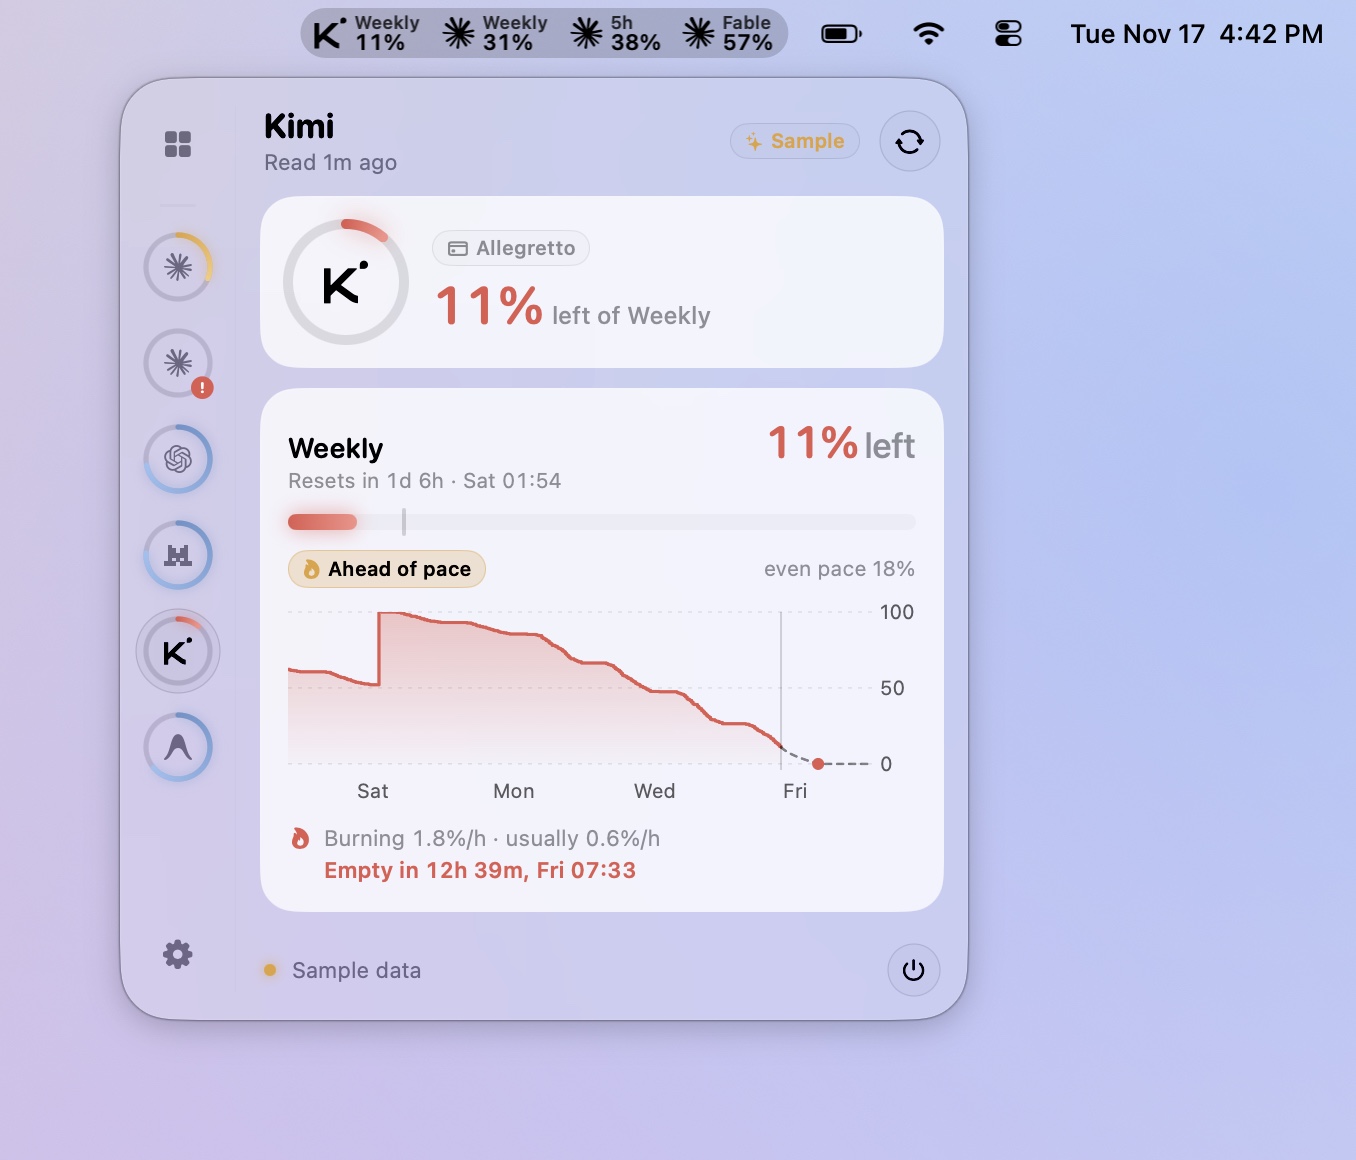 Weekly
11%
Weekly
31%
5h
38%
Fable
57%
Tue Nov 17 4:42 PM
Kimi
Read 1m ago
Sample
Allegretto
11% left of Weekly
Weekly
11% left
Resets in 1d 6h · Sat 01:54
Ahead of pace
even pace 18%
100
50
0
Sat
Mon
Wed
Fri
Burning 1.8%/h · usually 0.6%/h
Empty in 12h 39m, Fri 07:33
Sample data